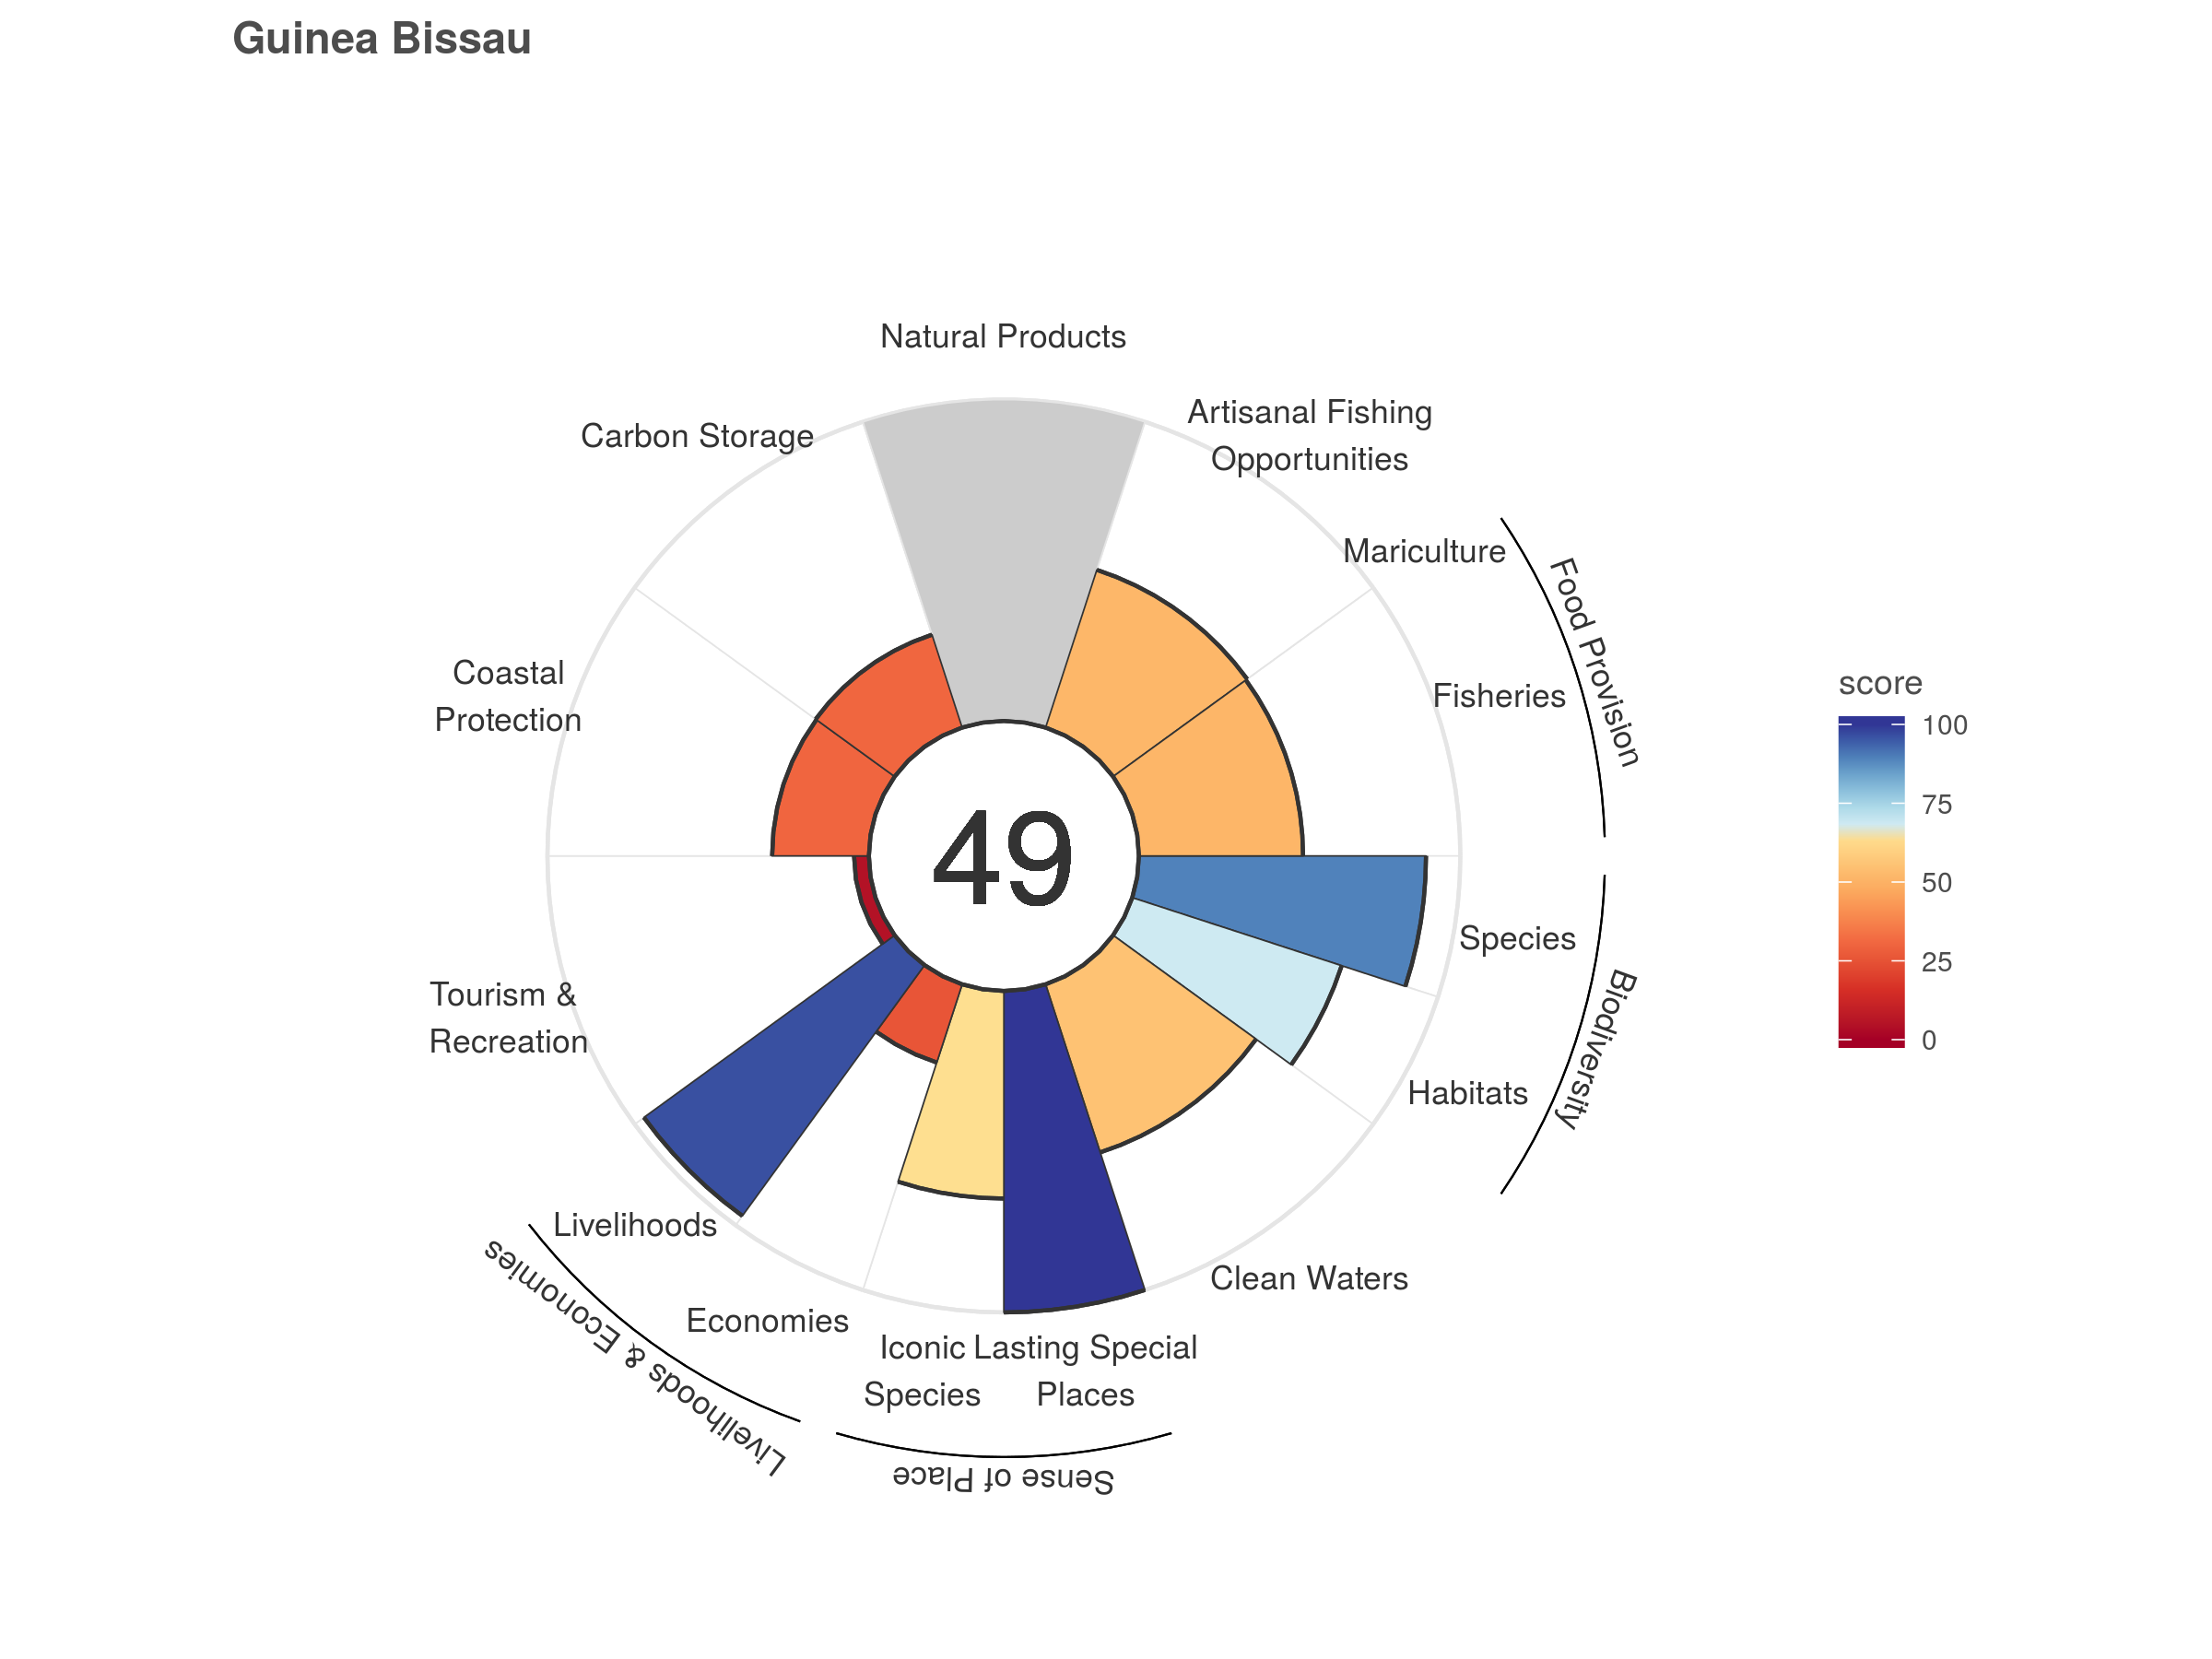 Guinea Bissau
Natural Products
Artisanal Fishing
Opportunities
Carbon Storage
Mariculture
Food Provision
Fisheries
Coastal
Protection
score
100
75
50
25
0
49
Species
Biodiversity
Habitats
Tourism &
Recreation
Livelihoods
Livelihoods & Economies
Clean Waters
Economies
Iconic
Species
Lasting Special
Places
Sense of Place